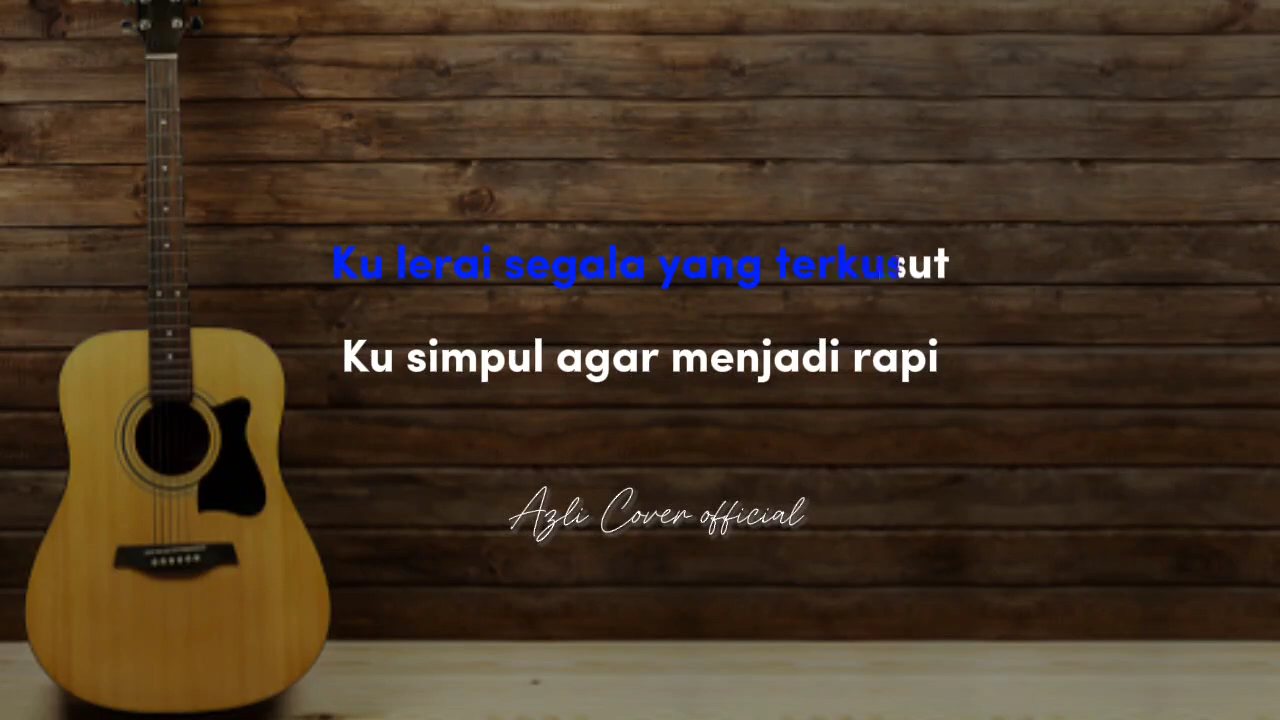 Ku lerai segala yang terkusut
Ku simpul agar menjadi rapi
Azli Cover official